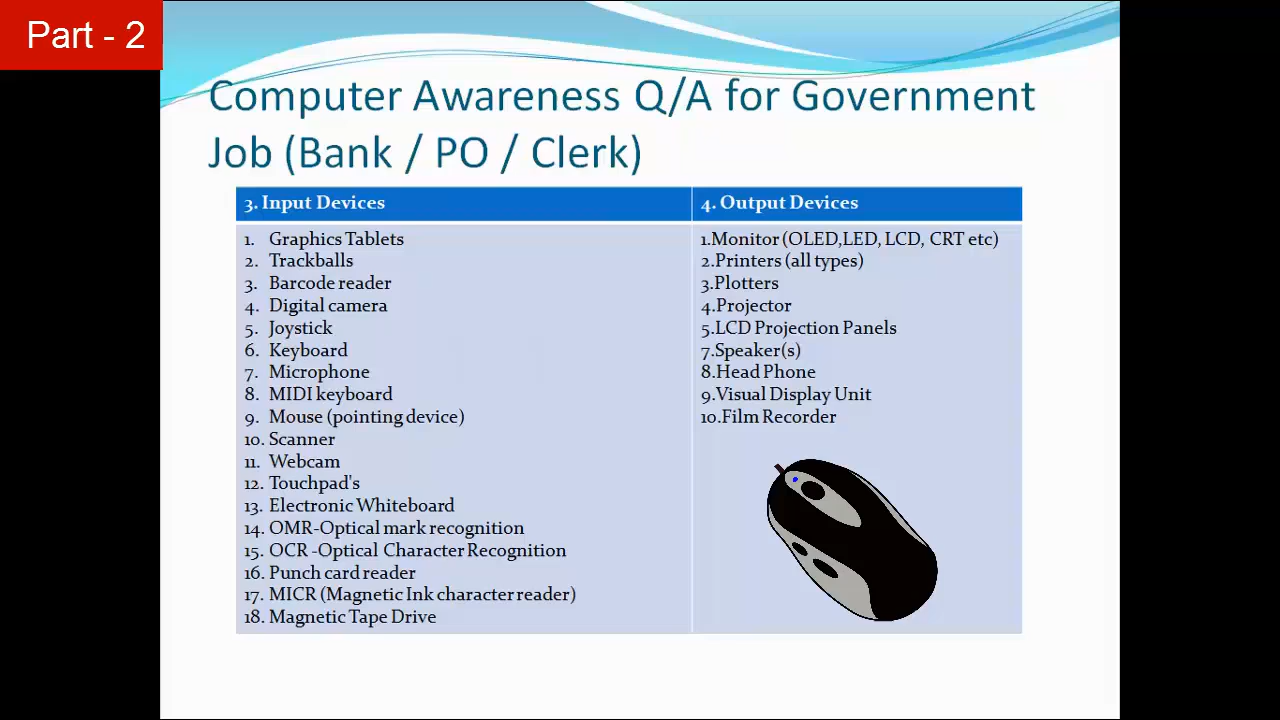 Part - 2
Computer Awareness Q/A for Government
Job (Bank / PO / Clerk)
3. Input Devices
1. Graphics Tablets
2. Trackballs
3. Barcode reader
4. Digital camera
5. Joystick
6. Keyboard
7. Microphone
8. MIDI keyboard
9. Mouse (pointing device)
10. Scanner
11. Webcam
12. Touchpad's
13. Electronic Whiteboard
14. OMR-Optical mark recognition
15. OCR -Optical Character Recognition
16. Punch card reader
17. MICR (Magnetic Ink character reader)
18. Magnetic Tape Drive
4. Output Devices
1.Monitor (OLED,LED, LCD, CRT etc)
2.Printers (all types)
3.Plotters
4.Projector
5.LCD Projection Panels
7.Speaker(s)
8.Head Phone
9.Visual Display Unit
10.Film Recorder